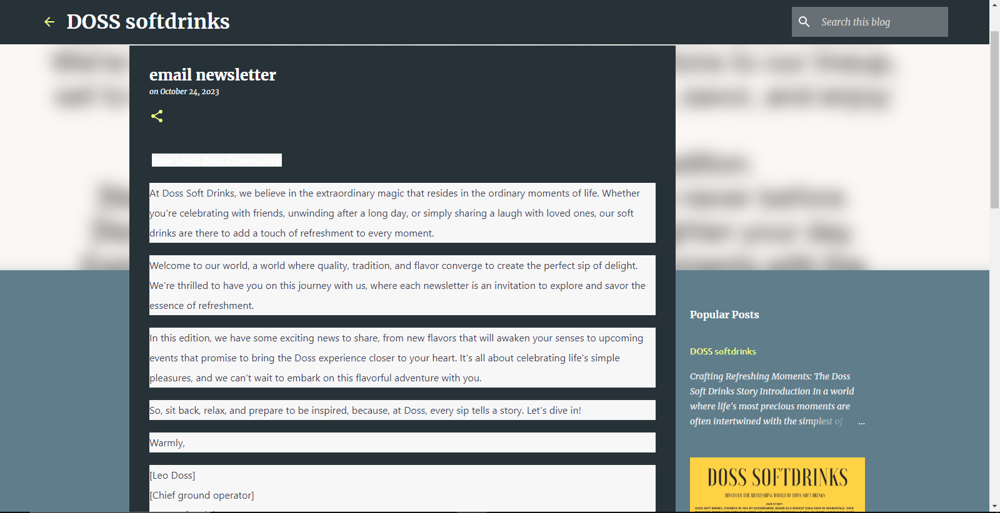 DOSS softdrinks
Search this blog
email newsletter
on October 24, 2023
Dear Loyal Doss Community
At Doss Soft Drinks, we believe in the extraordinary magic that resides in the ordinary moments of life. Whether
you're celebrating with friends, unwinding after a long day, or simply sharing a laugh with loved ones, our soft
drinks are there to add a touch of refreshment to every moment.
Welcome to our world, a world where quality, tradition, and flavor converge to create the perfect sip of delight.
We're thrilled to have you on this journey with us, where each newsletter is an invitation to explore and savor the
essence of refreshment.
In this edition, we have some exciting news to share, from new flavors that will awaken your senses to upcoming
events that promise to bring the Doss experience closer to your heart. It's all about celebrating life's simple
pleasures, and we can't wait to embark on this flavorful adventure with you.
So, sit back, relax, and prepare to be inspired, because, at Doss, every sip tells a story. Let's dive in!
Warmly,
[Leo Doss]
[Chief ground operator]
Popular Posts
DOSS softdrinks
Crafting Refreshing Moments: The Doss
Soft Drinks Story Introduction In a world
where life's most precious moments are
often intertwined with the simplest of ...
DOSS SOFTDRINKS
DISCOVER THE REFRESHING WORLD OF DOSS SOFT DRINKS
OUR STORY: